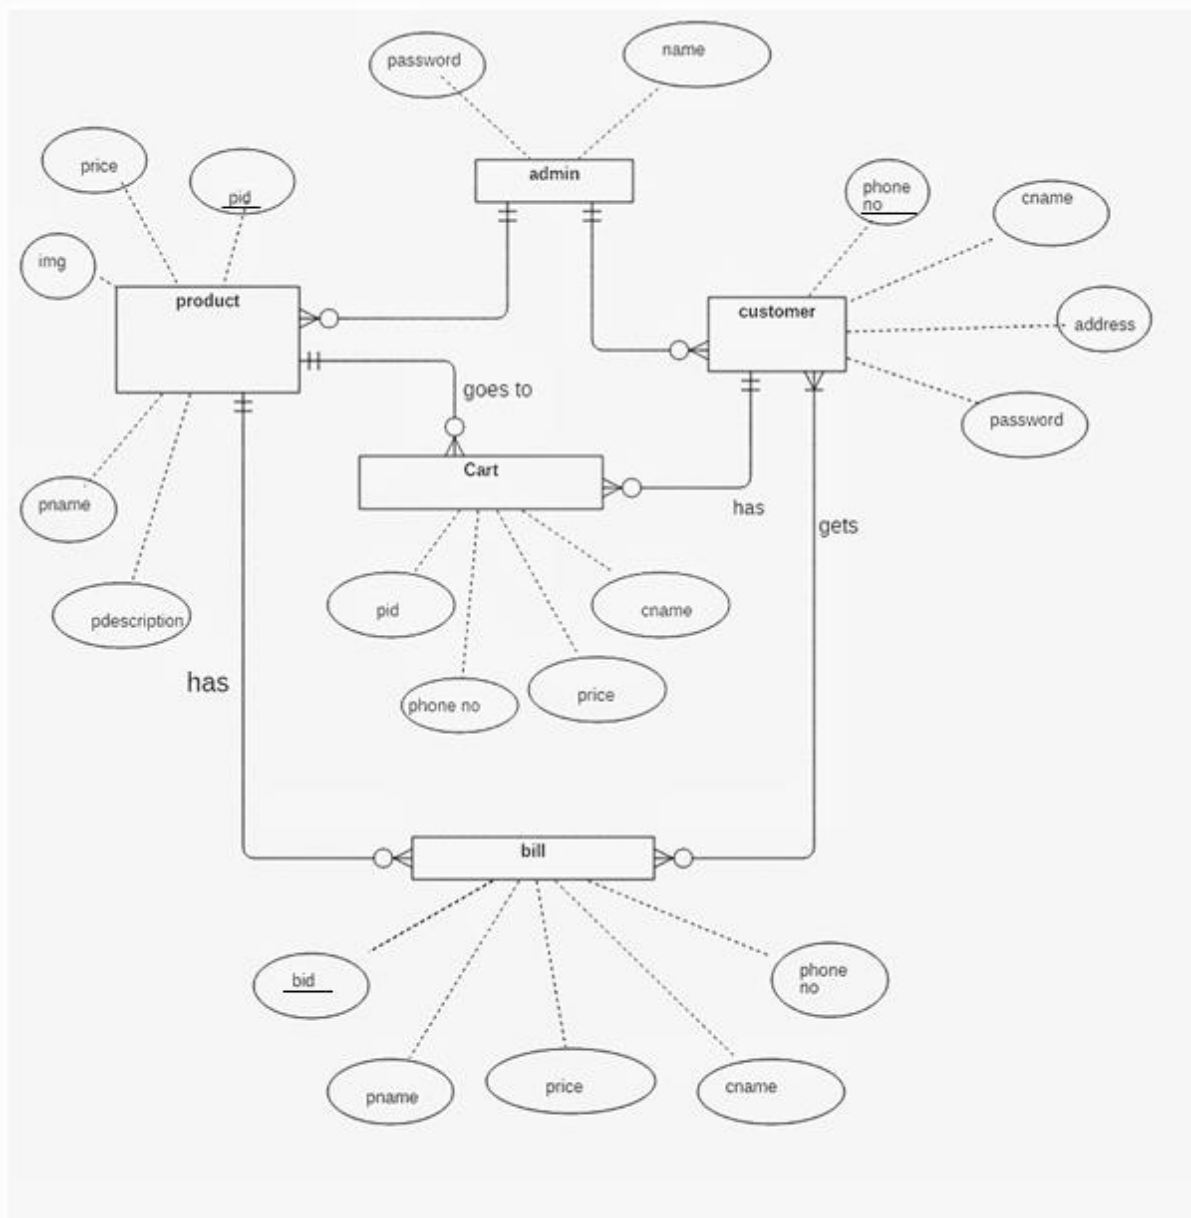 password
name
price
pid
admin
phone
no
cname
img
product
customer
address
goes to
password
Cart
pname
has
gets
pid
cname
pdescription
has
phone no
price
bill
bid
phone
no
pname
price
cname